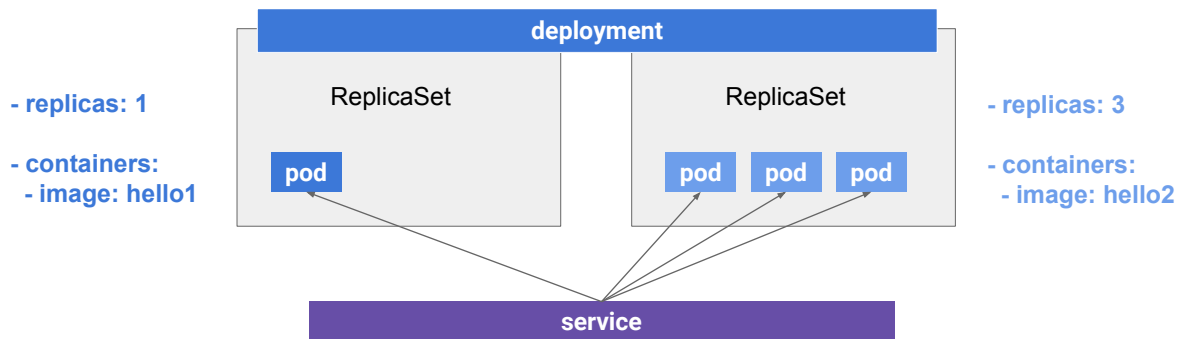 deployment
ReplicaSet
ReplicaSet
- replicas: 1
- replicas: 3
- containers:
- image: hello1
- containers:
- image: hello2
pod
pod
pod
pod
service